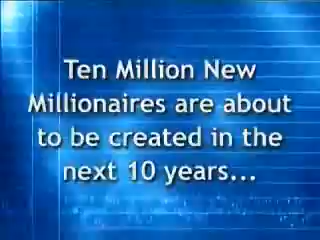 Ten Million New
Millionaires are about
to be created in the
next 10 years...